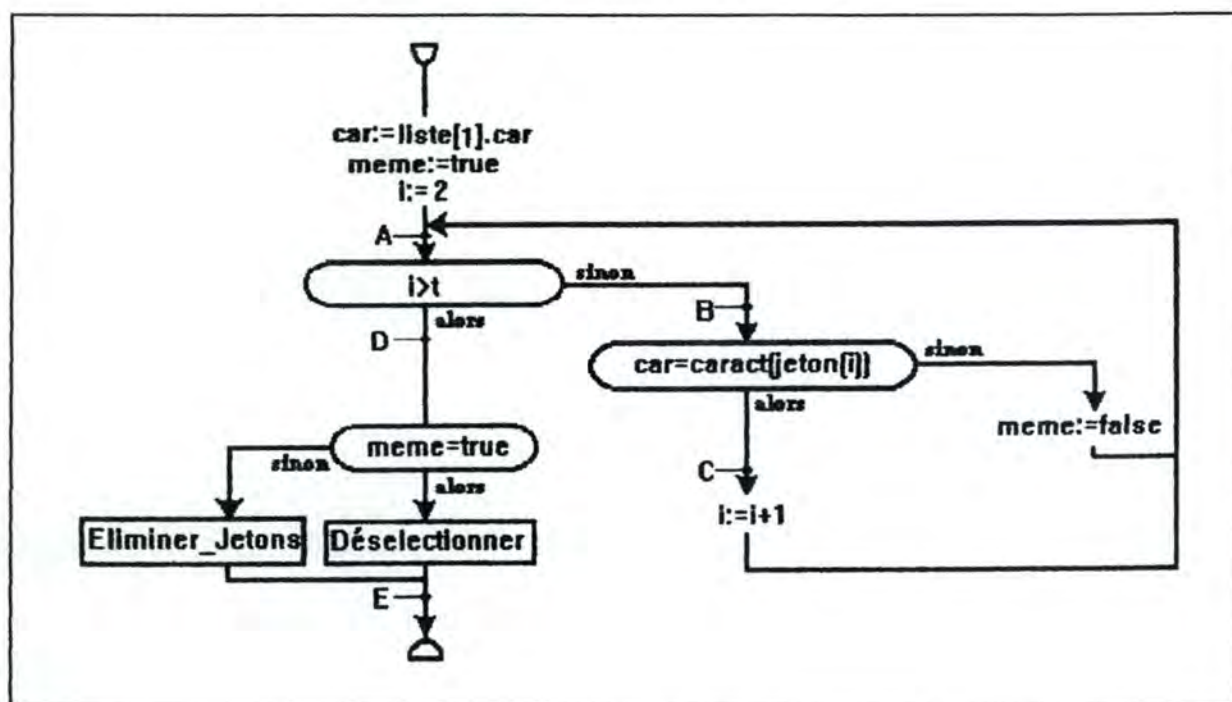 car:=liste[1].car
meme:=true
i:= 2
A
i>t
sinon
alors
B
D
car=caract(jeton(i))
sinon
alors
meme:=false
meme=true
sinon
alors
C
i:=i+1
Eliminer_Jetons
Déselectionner
E